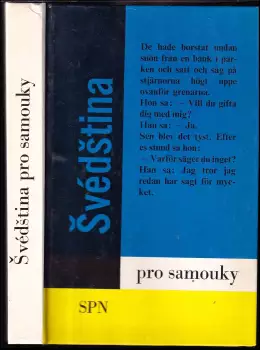 Švédština pro samouky
Švédština
De hade borstat undan
snön från en bänk i par-
ken och satt och såg på
stjärnorna högt uppe
ovanför grenarna.
Hon sa: – Vill du gifta
dig med mig?
Han sa: – Ja.
Sen blev det tyst. Efter
en stund sa hon:
– Varför säger du inget?
Han sa: Jag tror jag
redan har sagt för myc-
ket.
pro samouky
SPN